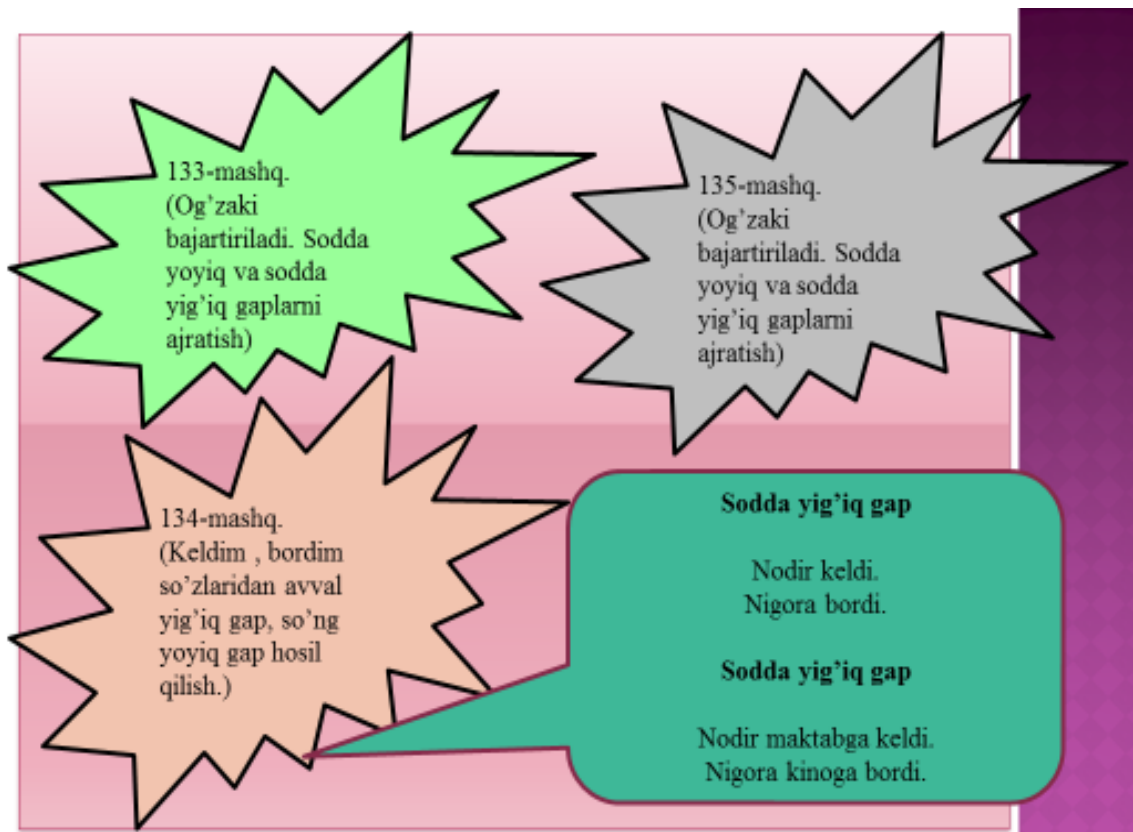 133-mashq.
(Og’zaki
bajartiriladi. Sodda
yoyiq va sodda
yig’iq gaplarni
ajratish)
135-mashq.
(Og’zaki
bajartiriladi. Sodda
yoyiq va sodda
yig’iq gaplarni
ajratish)
134-mashq.
(Keldim , bordim
so’zlaridan avval
yig’iq gap, so’ng
yoyiq gap hosil
qilish.)
Sodda yig’iq gap
Nodir keldi.
Nigora bordi.
Sodda yig’iq gap
Nodir maktabga keldi.
Nigora kinoga bordi.